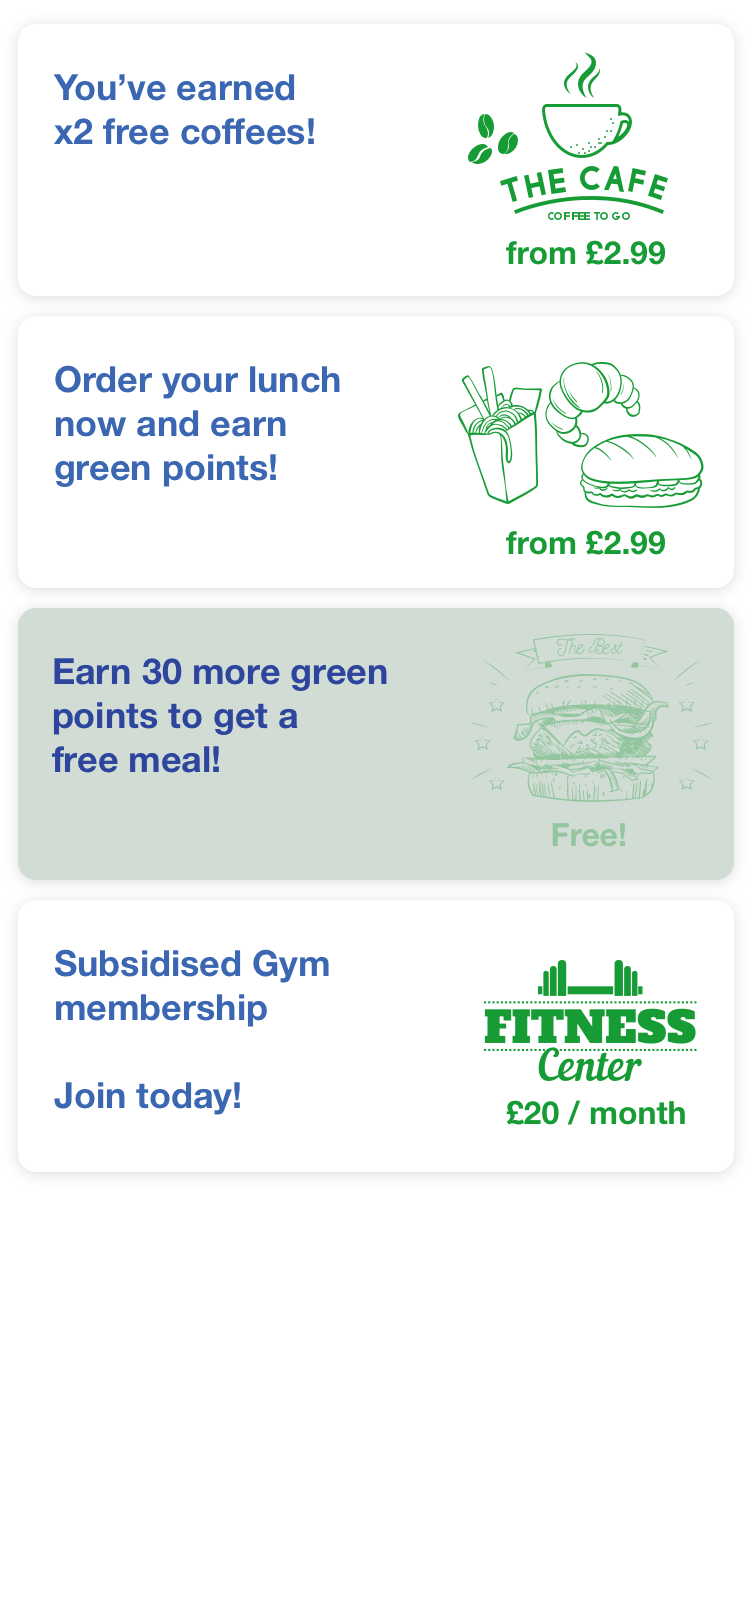 You’ve earned
x2 free coffees!
THE CAFE
COFFEE TO GO
from £2.99
Order your lunch
now and earn
green points!
from £2.99
Earn 30 more green
points to get a
free meal!
The Best
Free!
Subsidised Gym
membership
Join today!
FITNESS
Center
£20 / month